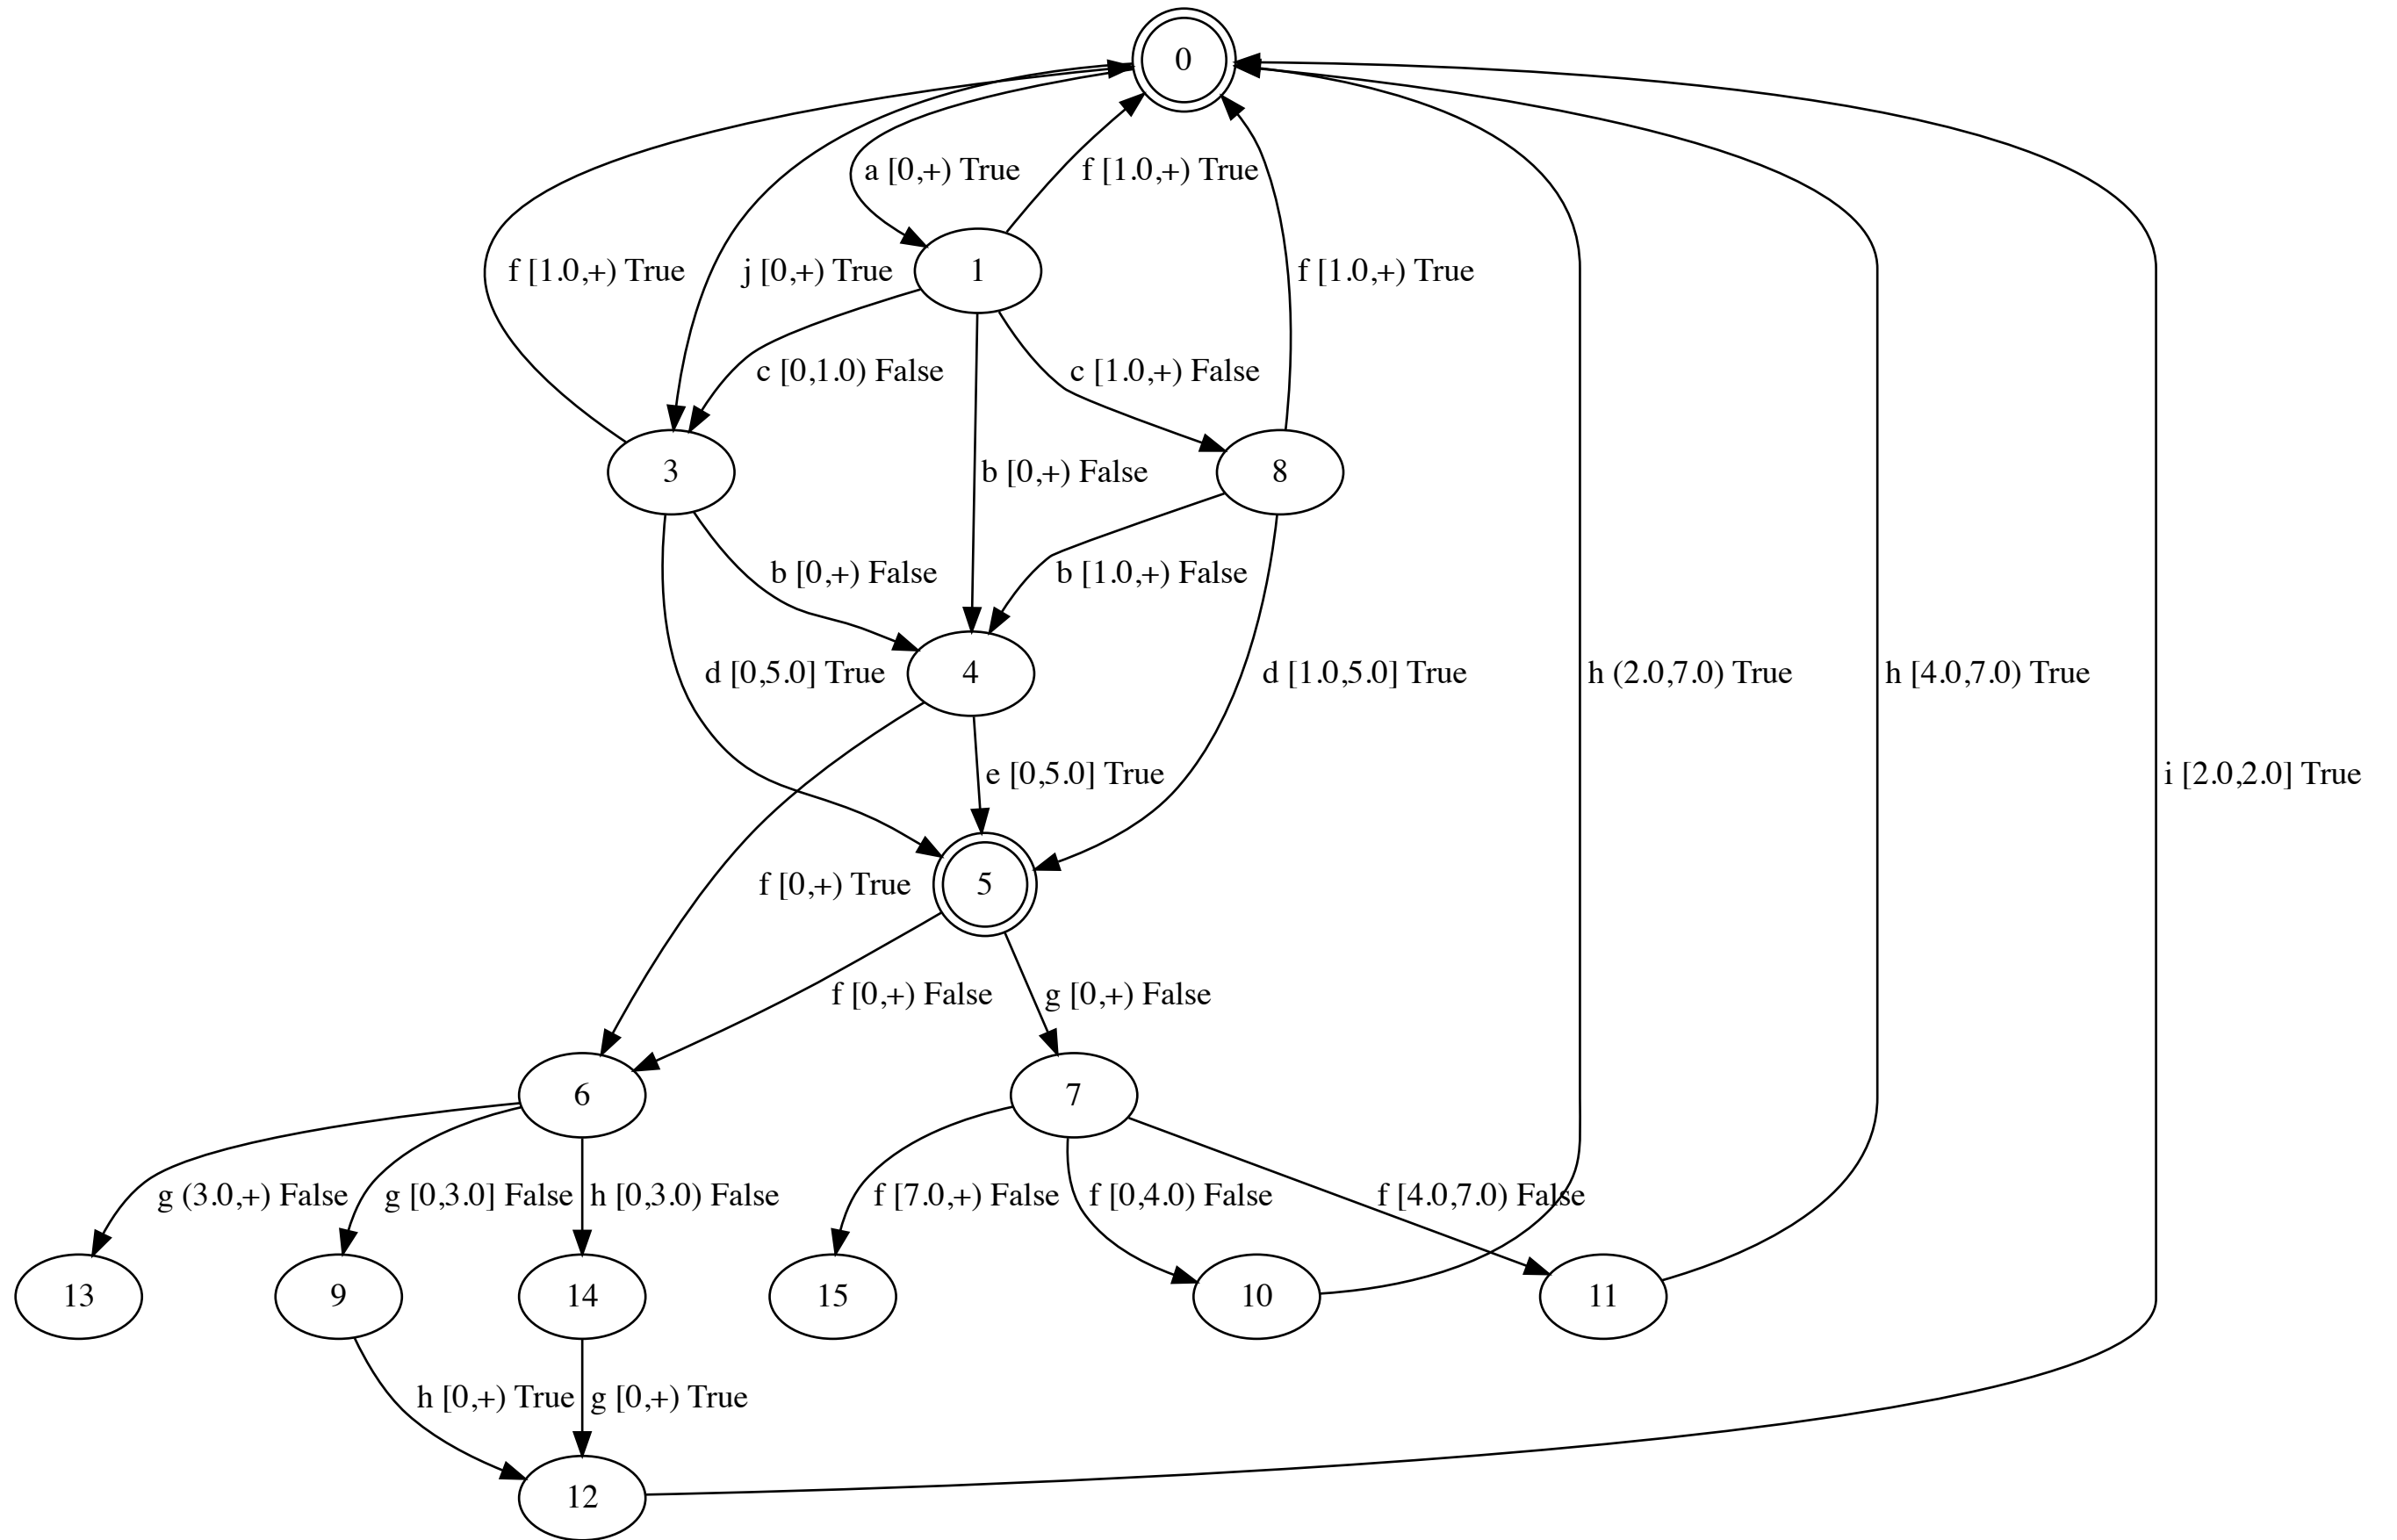 0
a [0,+) True
f [1.0,+) True
f [1.0,+) True
j [0,+) True
1
f [1.0,+) True
c [0,1.0) False
c [1.0,+) False
3
b [0,+) False
8
b [0,+) False
b [1.0,+) False
d [0,5.0] True
4
d [1.0,5.0] True
h (2.0,7.0) True
h [4.0,7.0) True
e [0,5.0] True
i [2.0,2.0] True
f [0,+) True
5
f [0,+) False
g [0,+) False
6
7
g (3.0,+) False
g [0,3.0] False
h [0,3.0) False
f [7.0,+) False
f [0,4.0) False
f [4.0,7.0) False
13
9
14
15
10
11
h [0,+) True
g [0,+) True
12